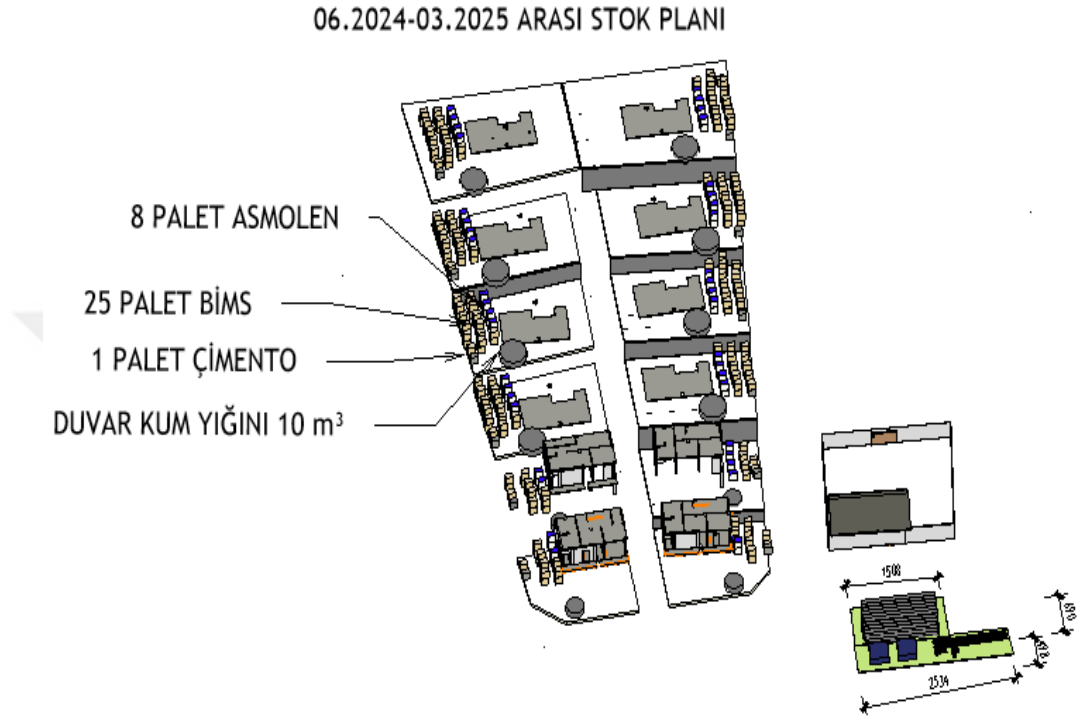 06.2024-03.2025 ARASI STOK PLANI
8 PALET ASMOLEN
25 PALET BİMS
1 PALET ÇİMENTO
DUVAR KUM YIĞINI 10 m³
1508
2534